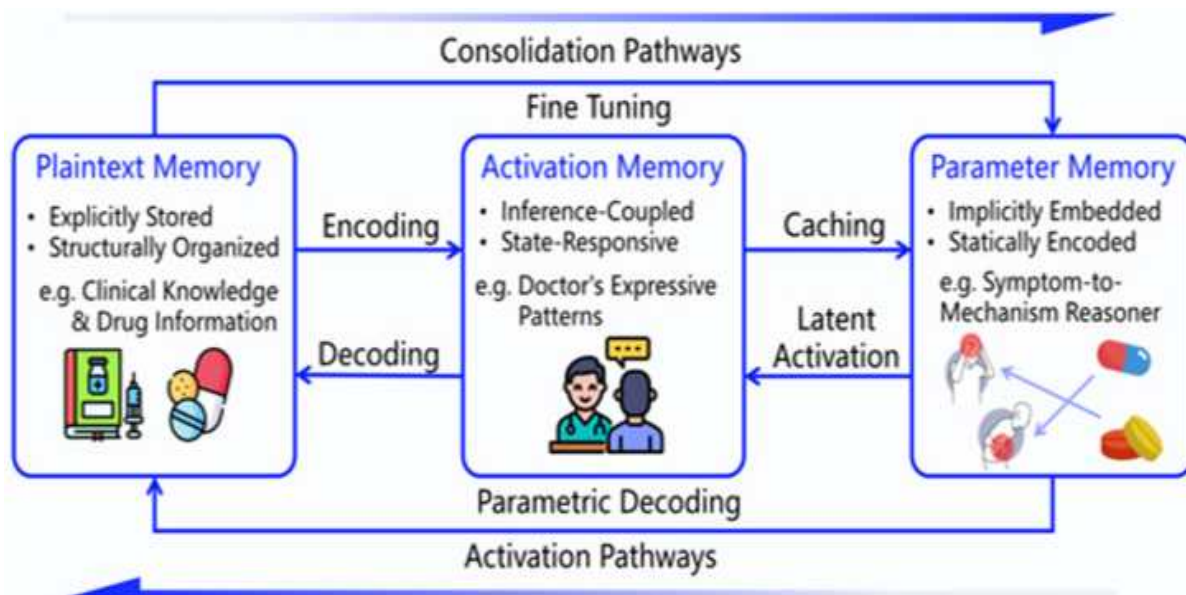 Consolidation Pathways
Fine Tuning
Plaintext Memory
• Explicitly Stored
• Structurally Organized
e.g. Clinical Knowledge
& Drug Information
Encoding
Decoding
Activation Memory
• Inference-Coupled
• State-Responsive
e.g. Doctor's Expressive
Patterns
Caching
Latent
Activation
Parameter Memory
• Implicitly Embedded
• Statically Encoded
e.g. Symptom-to-
Mechanism Reasoner
Parametric Decoding
Activation Pathways